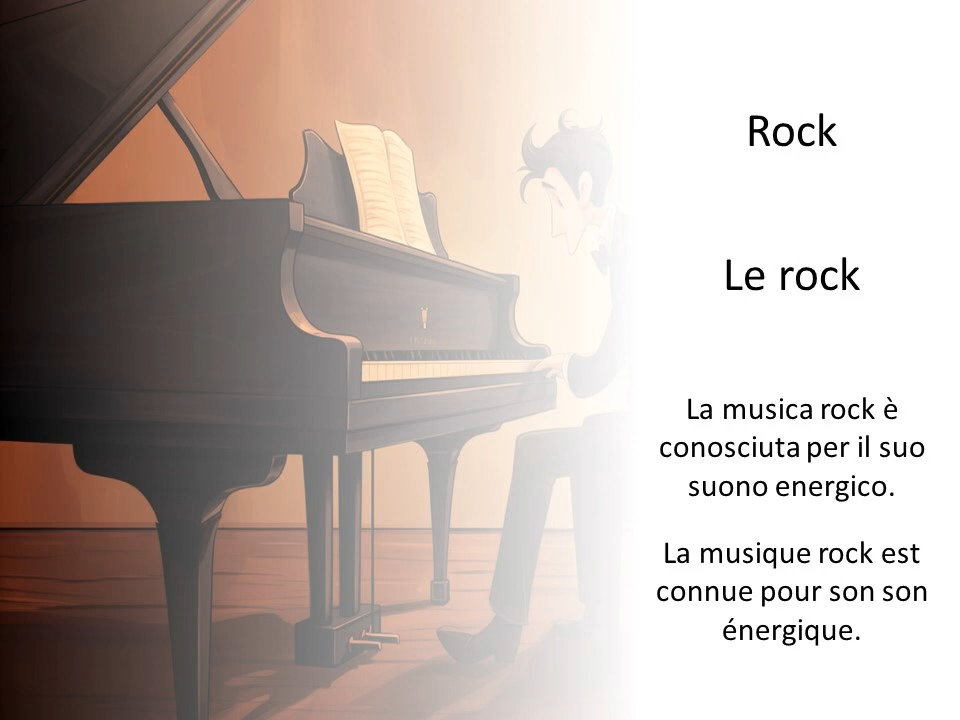 Rock
Le rock
La musica rock è
conosciuta per il suo
suono energico.
La musique rock est
connue pour son son
énergique.